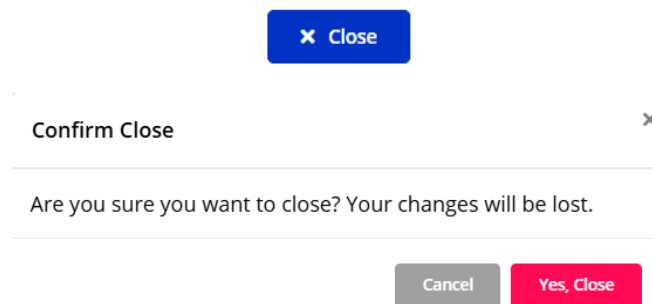 × Close
Confirm Close ×
Are you sure you want to close? Your changes will be lost.
Cancel Yes, Close